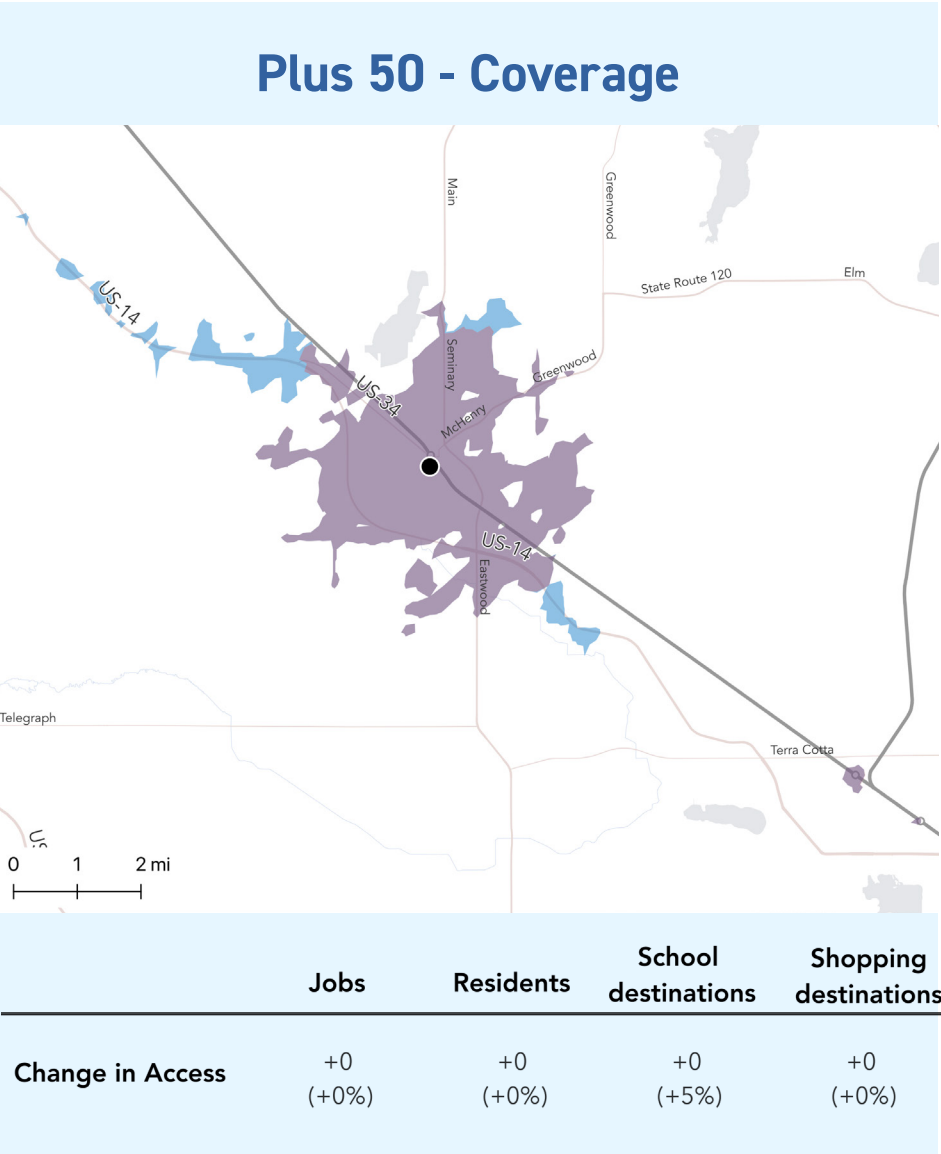 Plus 50 - Coverage
Main
Greenwood
State Route 120
Elm
US-14
Seminary
Greenwood
US-34
McHenry
US-14
Eastwood
Telegraph
Terra Cotta
0 1 2 mi
Jobs
Residents
School
destinations
Shopping
destinations
Change in Access
+0 +0 +0 +0
(+0%) (+0%) (+5%) (+0%)